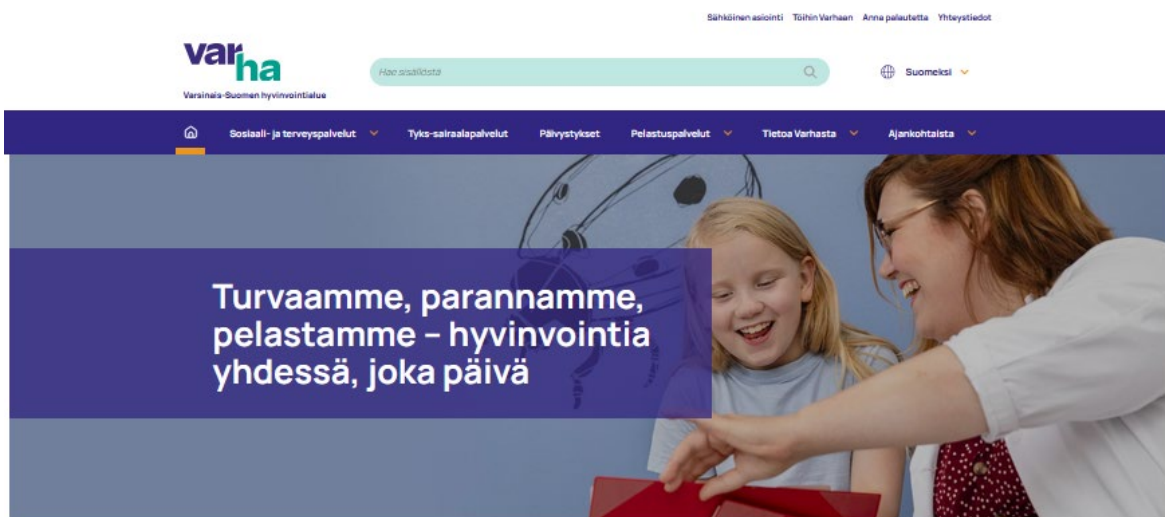 Sähköinen asiointi Töihin Varhaan Anna palautetta Yhteystiedot
varha
Varsinais-Suomen hyvinvointialue
Hae sisällöstä
Suomeksi
Sosiaali- ja terveyspalvelut Tyks-sairaalapalvelut Päivystykset Pelastuspalvelut Tietoa Varhasta Ajankohtaista
Turvaamme, parannamme,
pelastamme – hyvinvointia
yhdessä, joka päivä